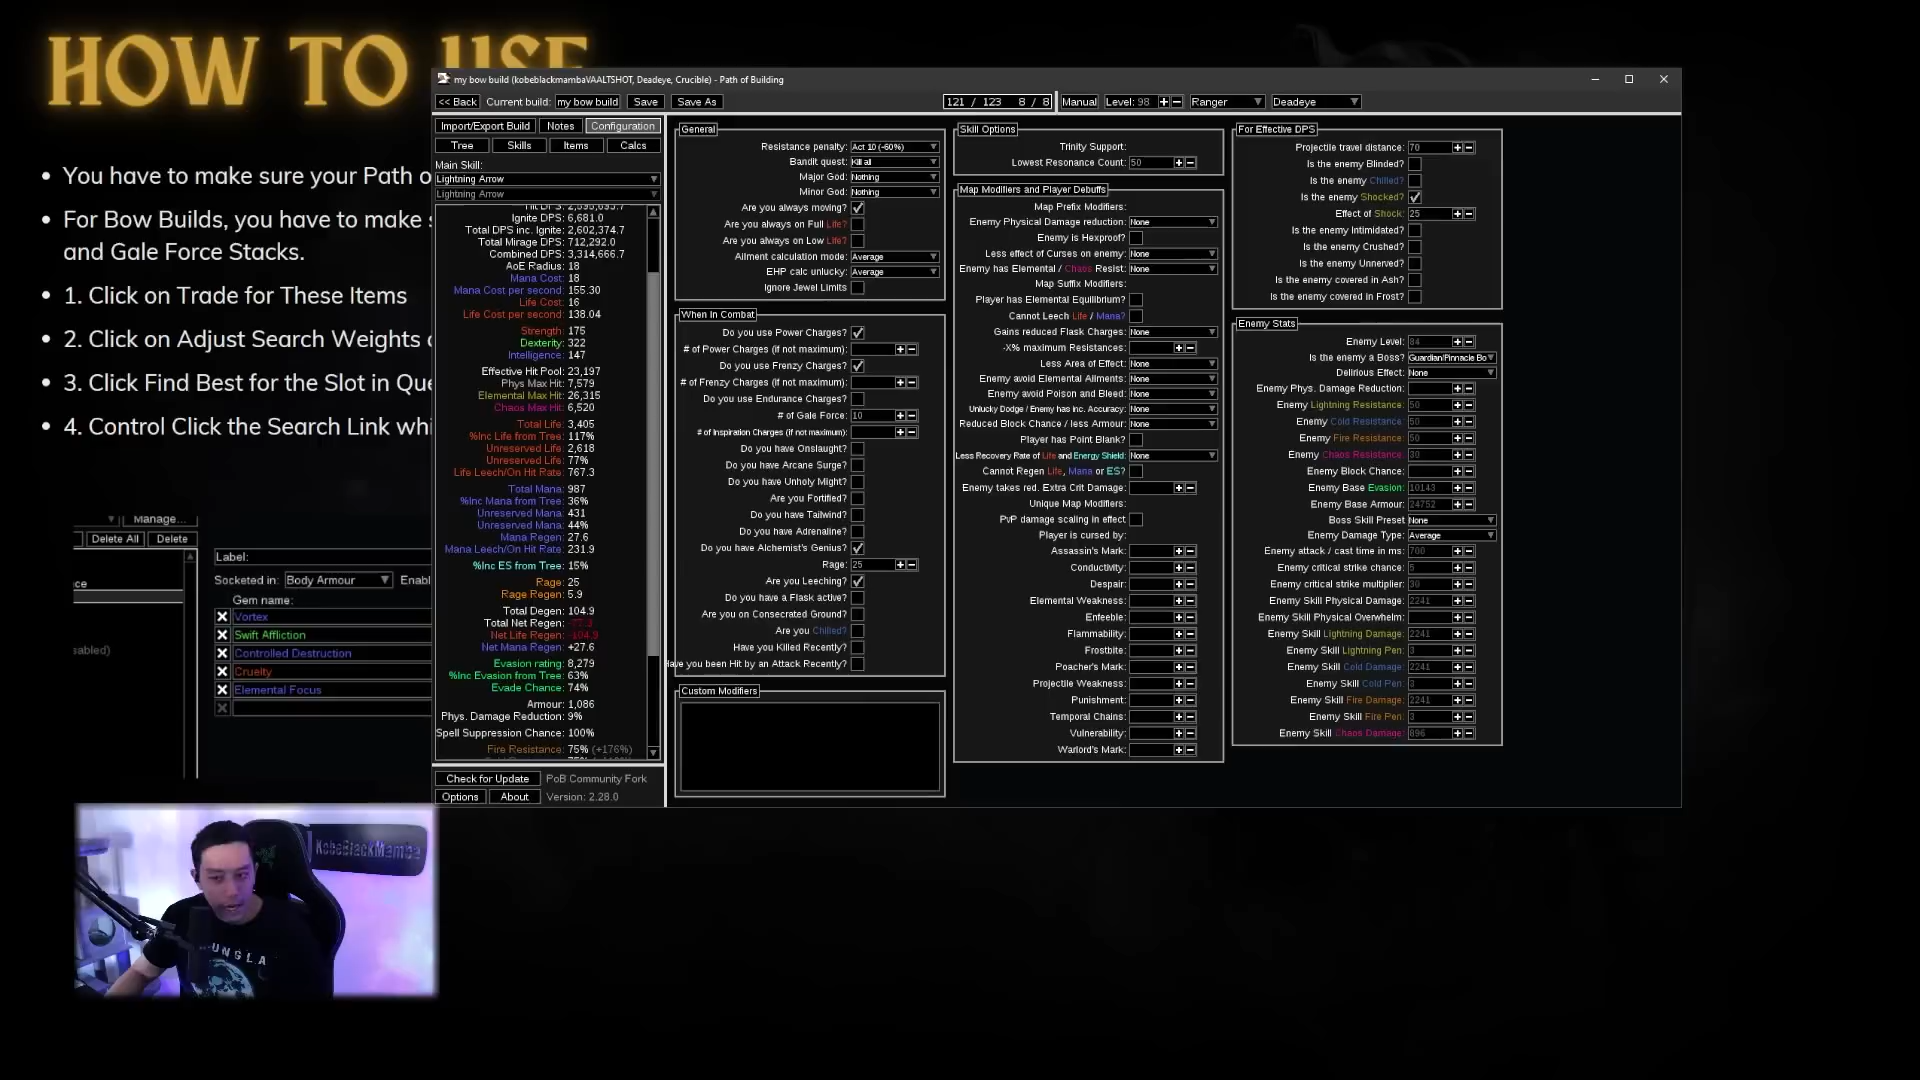 HOW TO USE
You have to make sure your Path o
For Bow Builds, you have to make s
and Gale Force Stacks.
1. Click on Trade for These Items
2. Click on Adjust Search Weights
3. Click Find Best for the Slot in Que
4. Control Click the Search Link whi
Manage...
Delete All Delete
Label:
Socketed in: Body Armour Enabl
Gem name:
Vortex
Swift Affliction
Controlled Destruction
Cruelty
Elemental Focus
sabled)
KobeBlackMamba
my bow build (kobeblackmambaVAALTSHOT, Deadeye, Crucible) - Path of Building
<< Back Current build: my bow build Save Save As
121 / 123 8 / 8 Manual Level: 98 Ranger Deadeye
Import/Export Build Notes Configuration
Tree Skills Items Calcs
Main Skill:
Lightning Arrow
Lightning Arrow
Ignite DPS: 6,681.0
Total DPS inc. Ignite: 2,602,374.7
Total Mirage DPS: 712,292.0
Combined DPS: 3,314,666.7
AoE Radius: 18
Mana Cost: 18
Mana Cost per second: 155.30
Life Cost: 16
Life Cost per second: 138.04
Strength: 175
Dexterity: 322
Intelligence: 147
Effective Hit Pool: 23,197
Phys Max Hit: 7,579
Elemental Max Hit: 26,315
Chaos Max Hit: 6,520
Total Life: 3,405
%Inc Life from Tree: 117%
Unreserved Life: 2,618
Unreserved Life: 77%
Life Leech/On Hit Rate: 767.3
Total Mana: 987
%Inc Mana from Tree: 36%
Unreserved Mana: 431
Unreserved Mana: 44%
Mana Regen: 27.6
Mana Leech/On Hit Rate: 231.9
%Inc ES from Tree: 15%
Rage: 25
Rage Regen: 5.9
Total Degen: 104.9
Total Net Regen: -77.3
Net Life Regen: -104.9
Net Mana Regen: +27.6
Evasion rating: 8,279
%Inc Evasion from Tree: 63%
Evade Chance: 74%
Armour: 1,086
Phys. Damage Reduction: 9%
Spell Suppression Chance: 100%
Fire Resistance: 75% (+176%)
Check for Update PoB Community Fork
Options About Version: 2.28.0
General
Resistance penalty: Act 10 (-60%)
Bandit quest: Kill all
Major God: Nothing
Minor God: Nothing
Are you always moving?
Are you always on Full Life?
Are you always on Low Life?
Ailment calculation mode: Average
EHP calc unlucky: Average
Ignore Jewel Limits
When In Combat
Do you use Power Charges?
# of Power Charges (if not maximum):
Do you use Frenzy Charges?
# of Frenzy Charges (if not maximum):
Do you use Endurance Charges?
# of Gale Force: 10
# of Inspiration Charges (if not maximum):
Do you have Onslaught?
Do you have Arcane Surge?
Do you have Unholy Might?
Are you Fortified?
Do you have Tailwind?
Do you have Adrenaline?
Do you have Alchemist's Genius?
Rage: 25
Are you Leeching?
Do you have a Flask active?
Are you on Consecrated Ground?
Are you Chilled?
Have you Killed Recently?
Have you been Hit by an Attack Recently?
Custom Modifiers
Skill Options
Trinity Support:
Lowest Resonance Count: 50
Map Modifiers and Player Debuffs
Map Prefix Modifiers:
Enemy Physical Damage reduction: None
Enemy is Hexproof?
Less effect of Curses on enemy: None
Enemy has Elemental / Chaos Resist: None
Map Suffix Modifiers:
Player has Elemental Equilibrium?
Cannot Leech Life / Mana?
Gains reduced Flask Charges: None
-X% maximum Resistances:
Less Area of Effect: None
Enemy avoid Elemental Ailments: None
Enemy avoid Poison and Bleed: None
Unlucky Dodge / Enemy has inc. Accuracy: None
Reduced Block Chance / less Armour: None
Player has Point Blank?
Less Recovery Rate of Life and Energy Shield: None
Cannot Regen Life, Mana or ES?
Enemy takes red. Extra Crit Damage:
Unique Map Modifiers:
PvP damage scaling in effect
Player is cursed by:
Assassin's Mark:
Conductivity:
Despair:
Elemental Weakness:
Enfeeble:
Flammability:
Frostbite:
Poacher's Mark:
Projectile Weakness:
Punishment:
Temporal Chains:
Vulnerability:
Warlord's Mark:
For Effective DPS
Projectile travel distance: 70
Is the enemy Blinded?
Is the enemy Chilled?
Is the enemy Shocked?
Effect of Shock: 25
Is the enemy Intimidated?
Is the enemy Crushed?
Is the enemy Unnerved?
Is the enemy covered in Ash?
Is the enemy covered in Frost?
Enemy Stats
Enemy Level: 84
Is the enemy a Boss? Guardian/Pinnacle Bo
Delirious Effect: None
Enemy Phys. Damage Reduction:
Enemy Lightning Resistance: 50
Enemy Cold Resistance: 50
Enemy Fire Resistance: 50
Enemy Chaos Resistance: 30
Enemy Block Chance:
Enemy Base Evasion: 10143
Enemy Base Armour: 24752
Boss Skill Preset None
Enemy Damage Type: Average
Enemy attack / cast time in ms: 700
Enemy critical strike chance: 5
Enemy critical strike multiplier: 30
Enemy Skill Physical Damage: 2241
Enemy Skill Physical Overwhelm:
Enemy Skill Lightning Damage: 2241
Enemy Skill Lightning Pen: 3
Enemy Skill Cold Damage: 2241
Enemy Skill Cold Pen: 3
Enemy Skill Fire Damage: 2241
Enemy Skill Fire Pen: 3
Enemy Skill Chaos Damage: 896